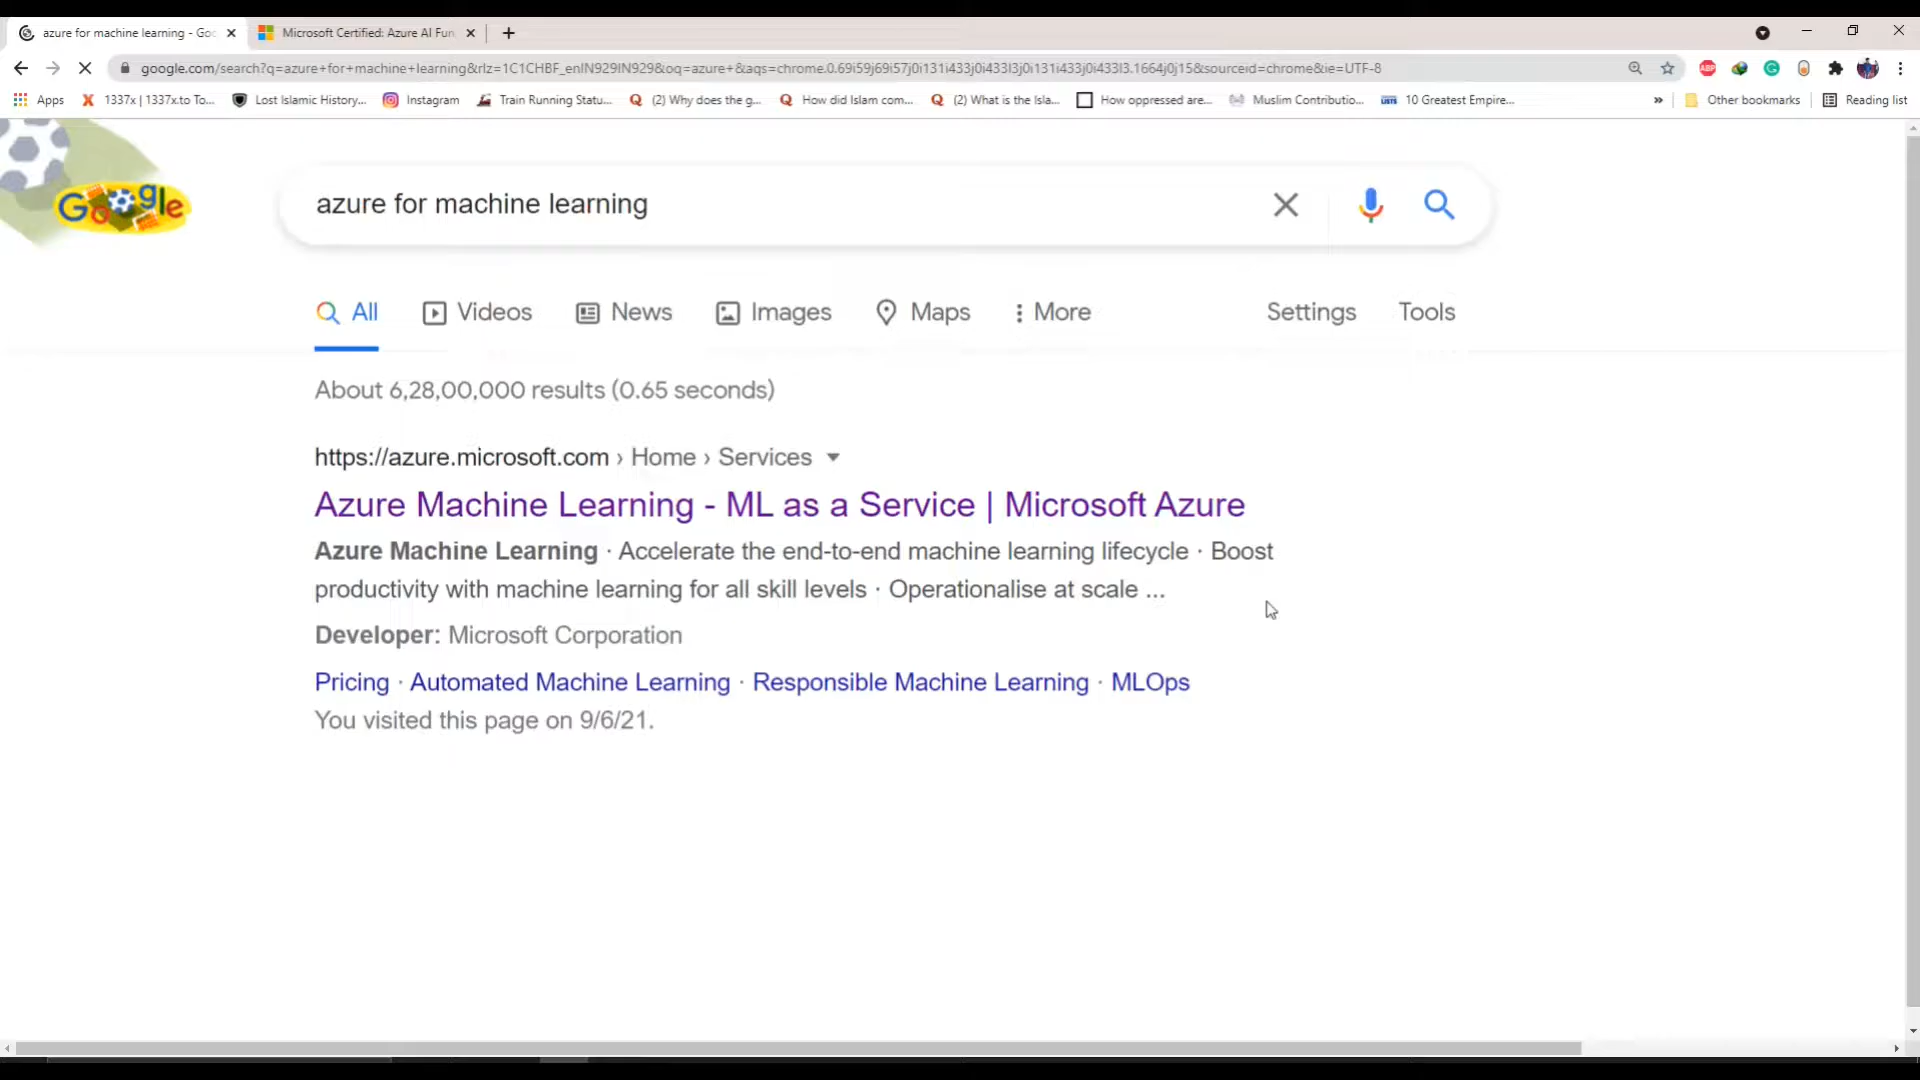 azure for machine learning - Goo
Microsoft Certified: Azure AI Fun
google.com/search?q=azure+for+machine+learning&rlz=1C1CHBF_enIN929IN929&oq=azure+&aqs=chrome.0.69i59j69i57j0i131i433j0i433l3j0i131i433j0i433l3.1664j0j15&sourceid=chrome&ie=UTF-8
Apps
1337x | 1337x.to To...
Lost Islamic History...
Instagram
Train Running Statu...
(2) Why does the g...
How did Islam com...
(2) What is the Isla...
How oppressed are...
Muslim Contributio...
10 Greatest Empire...
»
Other bookmarks
Reading list
Google
azure for machine learning
All
Videos
News
Images
Maps
More
Settings
Tools
About 6,28,00,000 results (0.65 seconds)
https://azure.microsoft.com › Home › Services
Azure Machine Learning - ML as a Service | Microsoft Azure
Azure Machine Learning · Accelerate the end-to-end machine learning lifecycle · Boost
productivity with machine learning for all skill levels · Operationalise at scale ...
Developer: Microsoft Corporation
Pricing · Automated Machine Learning · Responsible Machine Learning · MLOps
You visited this page on 9/6/21.